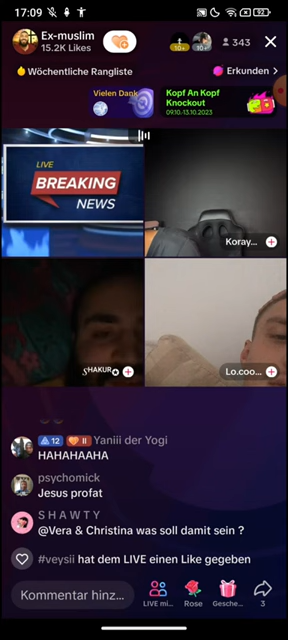 17:09
92
Ex-muslim
15.2K Likes
10+
10+
343
Wöchentliche Rangliste
Erkunden >
Vielen Dank
Kopf An Kopf
Knockout
09.10-13.10.2023
LIVE
BREAKING
NEWS
Koray...
Lo.coo...
12
II
Yaniii der Yogi
HAHAHAAHA
psychomick
Jesus profat
S H A W T Y
@Vera & Christina was soll damit sein ?
#veysii hat dem LIVE einen Like gegeben
Kommentar hinz...
LIVE mi...
Rose
Gesche...
3